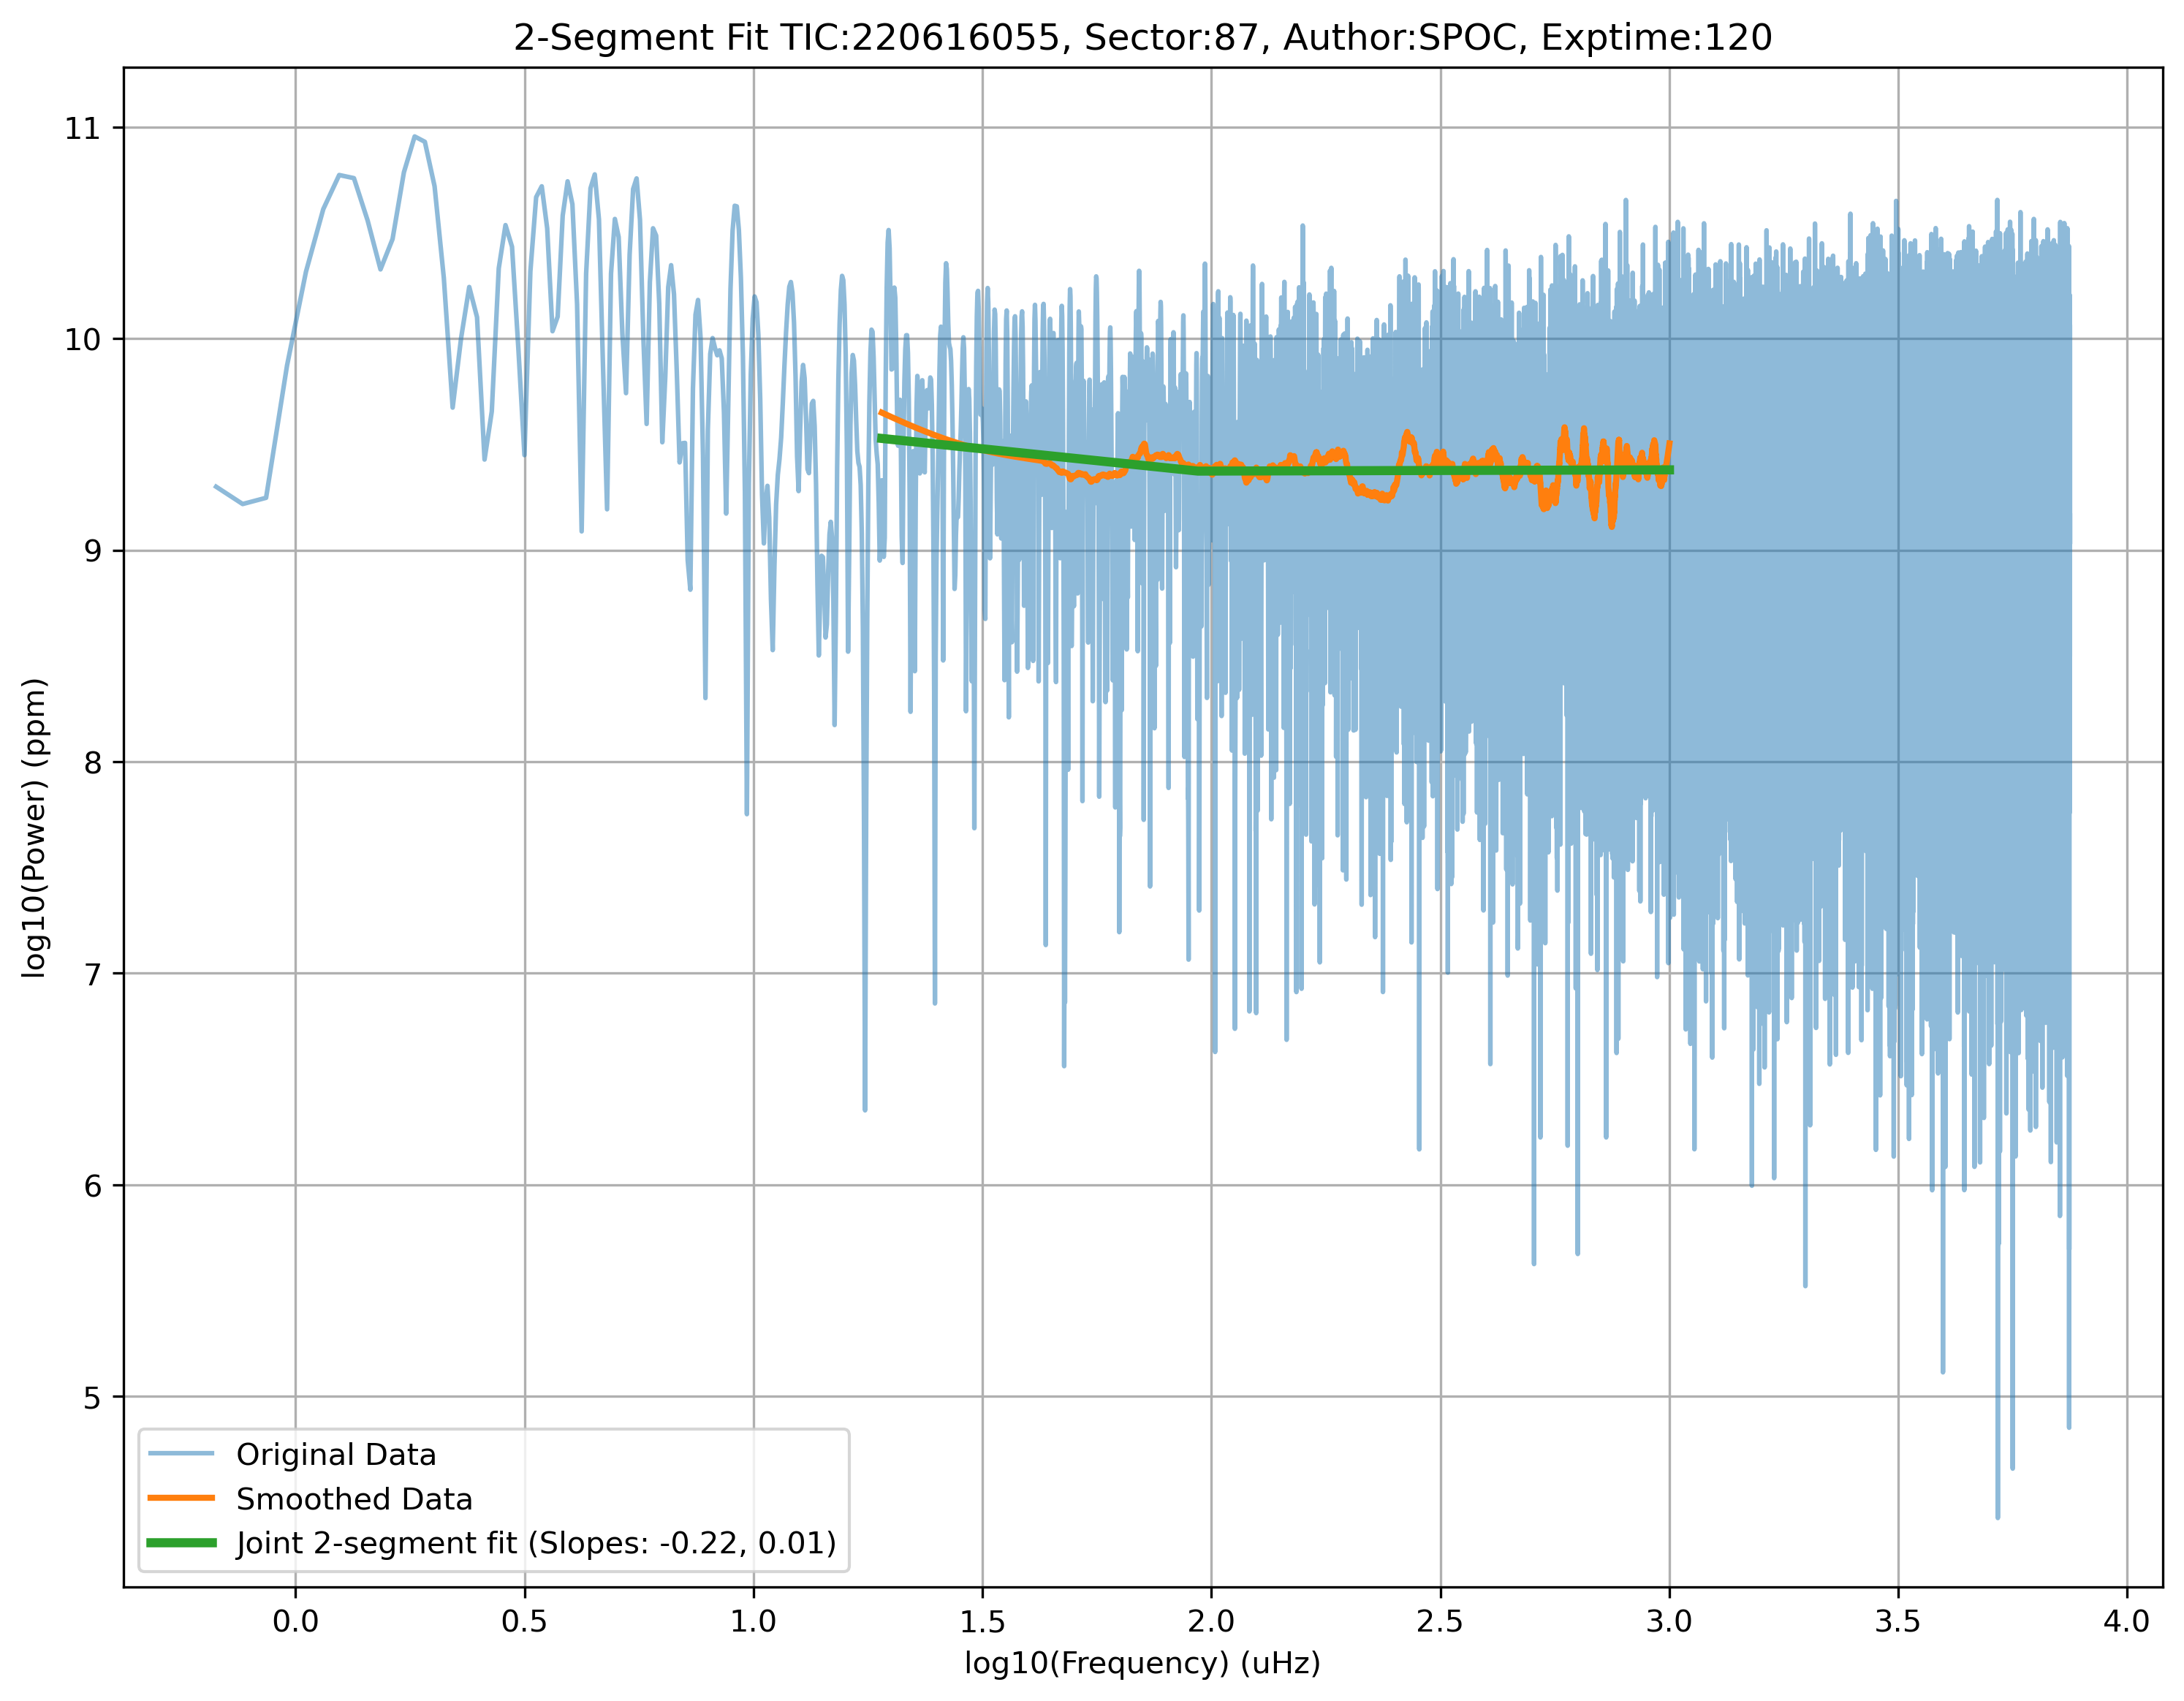 2-Segment Fit TIC:220616055, Sector:87, Author:SPOC, Exptime:120
log10(Power) (ppm)
11
10
9
8
7
6
5
Original Data
Smoothed Data
Joint 2-segment fit (Slopes: -0.22, 0.01)
0.0 0.5 1.0 1.5 2.0 2.5 3.0 3.5 4.0
log10(Frequency) (uHz)